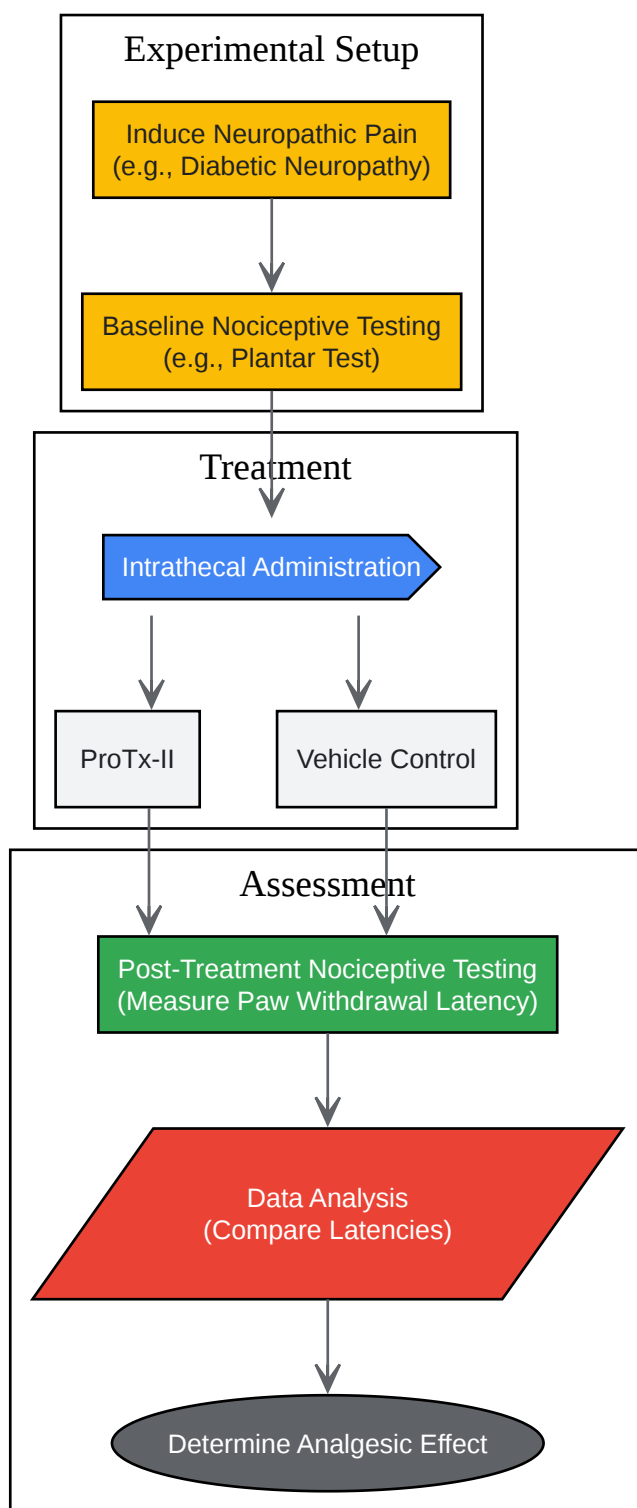 Experimental Setup
Induce Neuropathic Pain
(e.g., Diabetic Neuropathy)
Baseline Nociceptive Testing
(e.g., Plantar Test)
Treatment
Intrathecal Administration
ProTx-II
Vehicle Control
Assessment
Post-Treatment Nociceptive Testing
(Measure Paw Withdrawal Latency)
Data Analysis
(Compare Latencies)
Determine Analgesic Effect